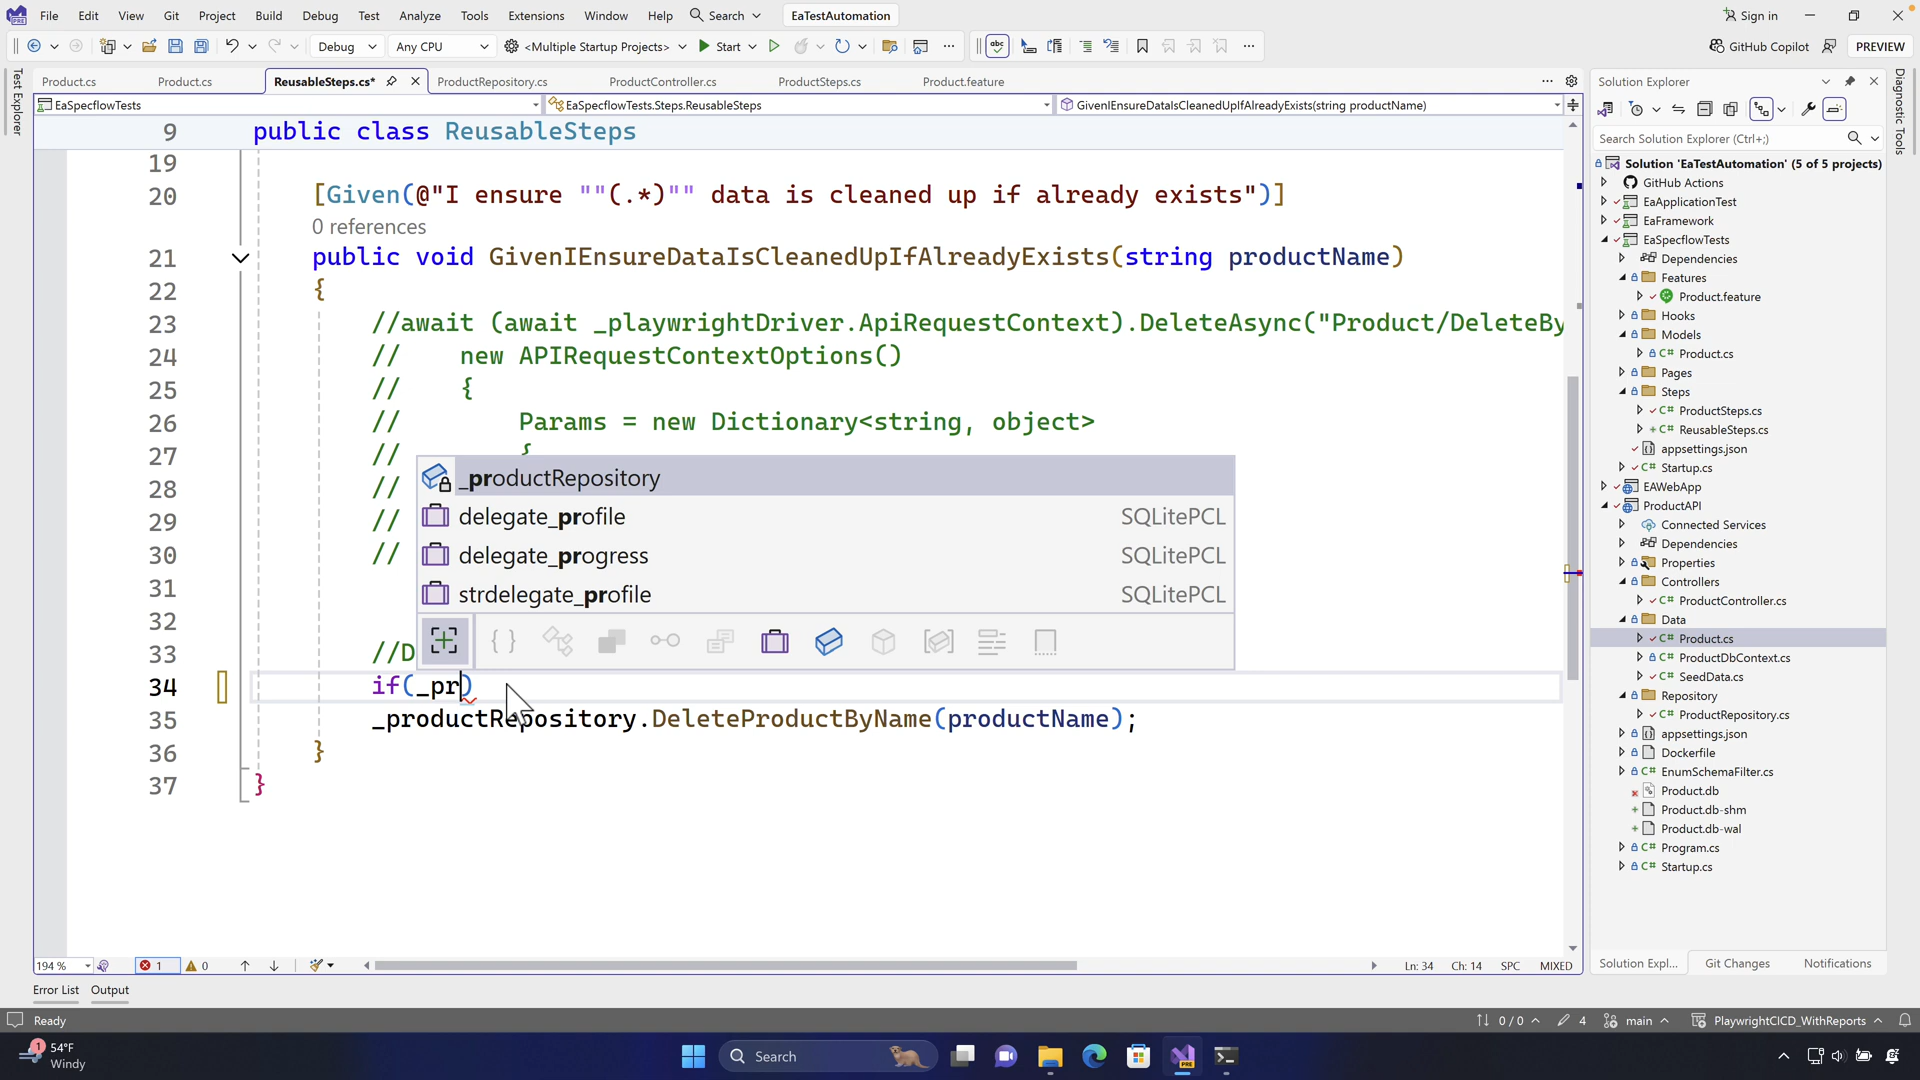 File Edit View Git Project Build Debug Test Analyze Tools Extensions Window Help Search EaTestAutomation Sign in
Debug Any CPU <Multiple Startup Projects> Start abc GitHub Copilot PREVIEW
Test Explorer
Product.cs Product.cs ReusableSteps.cs* ProductRepository.cs ProductController.cs ProductSteps.cs Product.feature
EaSpecflowTests EaSpecflowTests.Steps.ReusableSteps GivenIEnsureDataIsCleanedUpIfAlreadyExists(string productName)
9 public class ReusableSteps
19
20 [Given(@"I ensure ""(.*)"" data is cleaned up if already exists")]
0 references
21 public void GivenIEnsureDataIsCleanedUpIfAlreadyExists(string productName)
22 {
23 //await (await _playwrightDriver.ApiRequestContext).DeleteAsync("Product/DeleteBy
24 // new APIRequestContextOptions()
25 // {
26 // Params = new Dictionary<string, object>
27 // {
28 //
29 //
30 //
31
32
33 //D
34 if(_pr)
35 _productRepository.DeleteProductByName(productName);
36 }
37 }
_productRepository
delegate_profile SQLitePCL
delegate_progress SQLitePCL
strdelegate_profile SQLitePCL
194 % 1 0 Ln: 34 Ch: 14 SPC MIXED
Error List Output
Solution Explorer
Search Solution Explorer (Ctrl+;)
Solution 'EaTestAutomation' (5 of 5 projects)
GitHub Actions
EaApplicationTest
EaFramework
EaSpecflowTests
Dependencies
Features
Product.feature
Hooks
Models
C# Product.cs
Pages
Steps
C# ProductSteps.cs
C# ReusableSteps.cs
appsettings.json
C# Startup.cs
EAWebApp
ProductAPI
Connected Services
Dependencies
Properties
Controllers
C# ProductController.cs
Data
C# Product.cs
C# ProductDbContext.cs
C# SeedData.cs
Repository
C# ProductRepository.cs
appsettings.json
Dockerfile
C# EnumSchemaFilter.cs
Product.db
Product.db-shm
Product.db-wal
C# Program.cs
C# Startup.cs
Solution Expl... Git Changes Notifications
Diagnostic Tools
Ready 0 / 0 4 main PlaywrightCICD_WithReports
1 54°F
Windy
Search